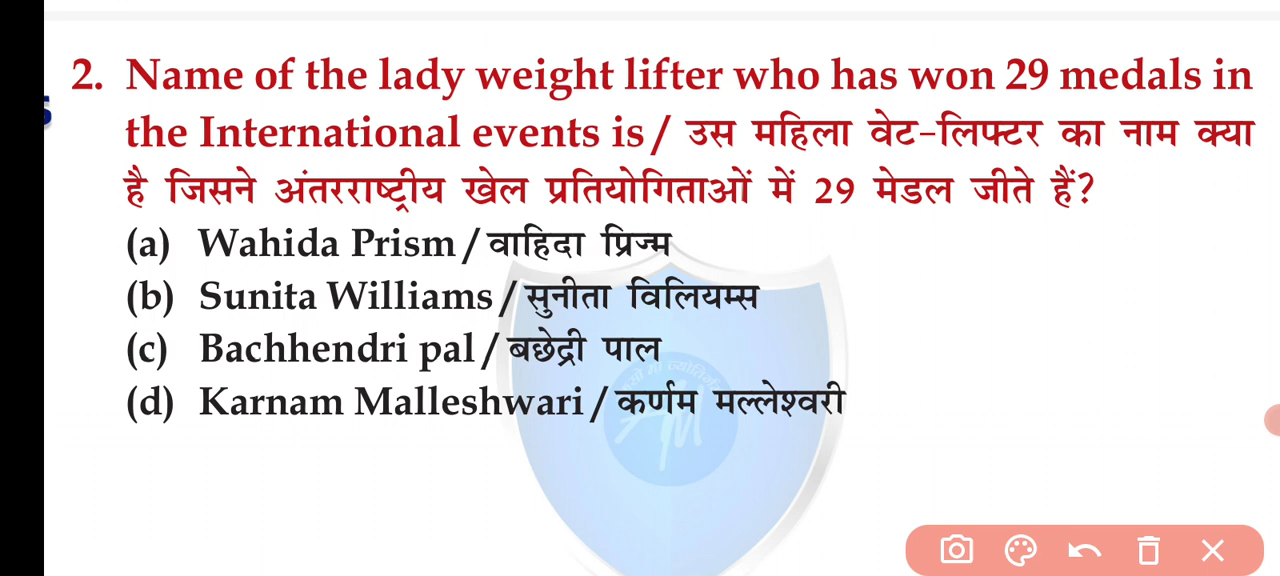 2. Name of the lady weight lifter who has won 29 medals in
the International events is / उस महिला वेट-लिफ्टर का नाम क्या
है जिसने अंतरराष्ट्रीय खेल प्रतियोगिताओं में 29 मेडल जीते हैं?
(a) Wahida Prism / वाहिदा प्रिज्म
(b) Sunita Williams / सुनीता विलियम्स
(c) Bachhendri pal / बछेद्री पाल
(d) Karnam Malleshwari / कर्णम मल्लेश्वरी